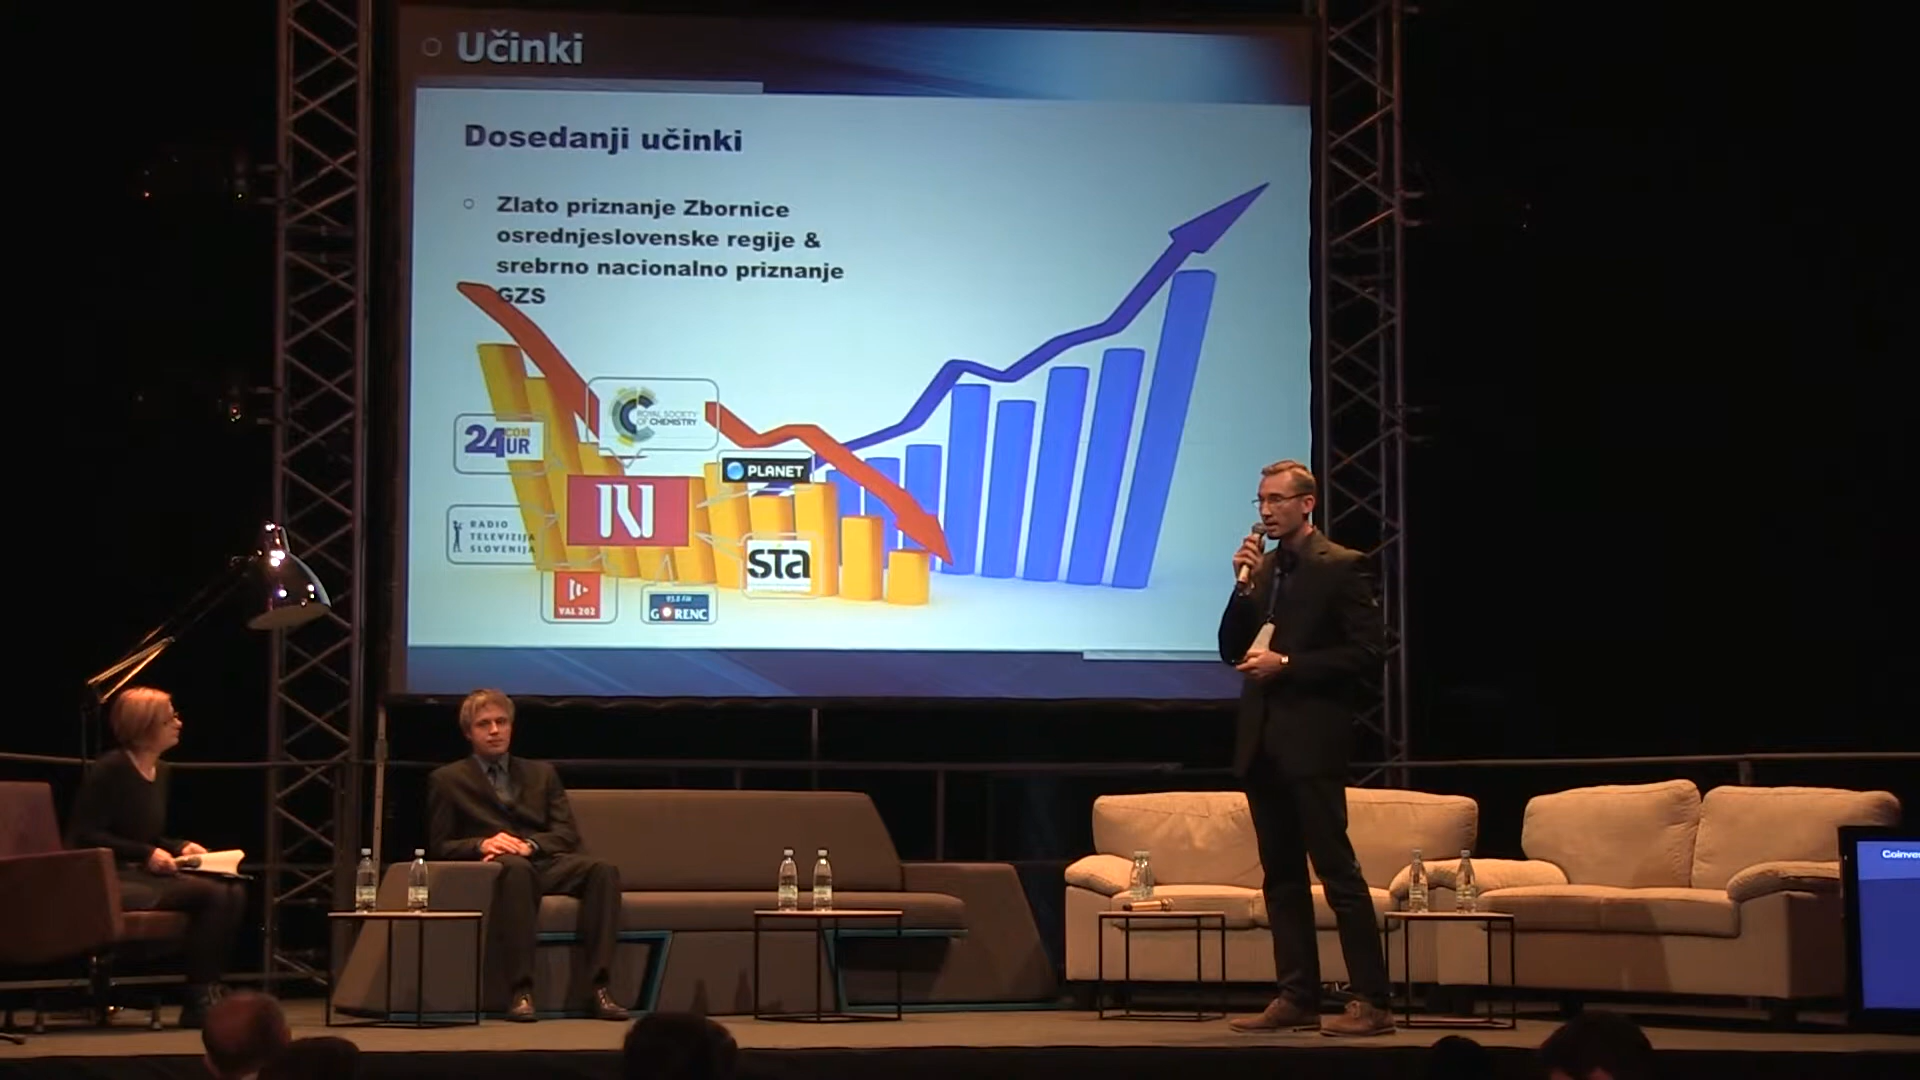 Učinki
Dosedanji učinki
Zlato priznanje Zbornice
osrednjeslovenske regije &
srebrno nacionalno priznanje
GZS
ROYAL SOCIETY
OF CHEMISTRY
24UR
COM
PLANET
N
RADIO
TELEVIZIJA
SLOVENIJA
sta
VAL 202
GORENC
Coinve